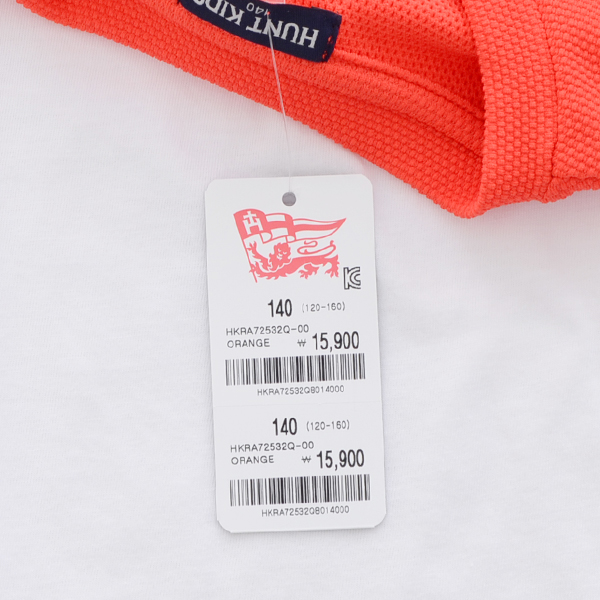 HUNT KIDS
140
140 (120-160)
HKRA72532Q-00
ORANGE ₩ 15,900
HKRA72532Q8014000
140 (120-160)
HKRA72532Q-00
ORANGE ₩ 15,900
HKRA72532Q8014000